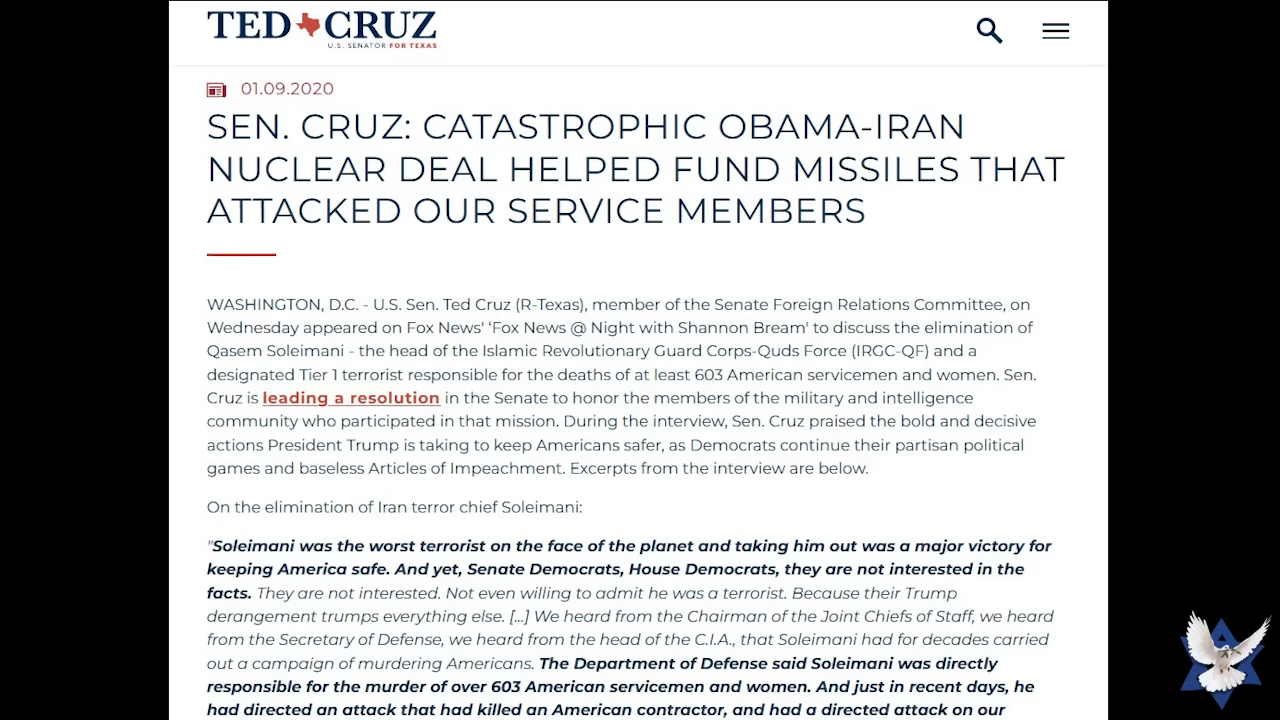 TED CRUZ
U.S. SENATOR FOR TEXAS
01.09.2020
SEN. CRUZ: CATASTROPHIC OBAMA-IRAN
NUCLEAR DEAL HELPED FUND MISSILES THAT
ATTACKED OUR SERVICE MEMBERS
WASHINGTON, D.C. - U.S. Sen. Ted Cruz (R-Texas), member of the Senate Foreign Relations Committee, on
Wednesday appeared on Fox News' 'Fox News @ Night with Shannon Bream' to discuss the elimination of
Qasem Soleimani - the head of the Islamic Revolutionary Guard Corps-Quds Force (IRGC-QF) and a
designated Tier 1 terrorist responsible for the deaths of at least 603 American servicemen and women. Sen.
Cruz is leading a resolution in the Senate to honor the members of the military and intelligence
community who participated in that mission. During the interview, Sen. Cruz praised the bold and decisive
actions President Trump is taking to keep Americans safer, as Democrats continue their partisan political
games and baseless Articles of Impeachment. Excerpts from the interview are below.
On the elimination of Iran terror chief Soleimani:
"Soleimani was the worst terrorist on the face of the planet and taking him out was a major victory for
keeping America safe. And yet, Senate Democrats, House Democrats, they are not interested in the
facts. They are not interested. Not even willing to admit he was a terrorist. Because their Trump
derangement trumps everything else. [...] We heard from the Chairman of the Joint Chiefs of Staff, we heard
from the Secretary of Defense, we heard from the head of the C.I.A., that Soleimani had for decades carried
out a campaign of murdering Americans. The Department of Defense said Soleimani was directly
responsible for the murder of over 603 American servicemen and women. And just in recent days, he
had directed an attack that had killed an American contractor, and had a directed attack on our